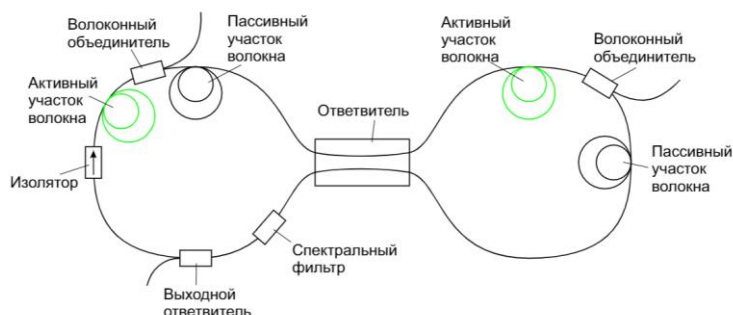 Волоконный
объединитель
Пассивный
участок
волокна
Активный
участок
волокна
Изолятор
Выходной
ответвитель
Спектральный
фильтр
Ответвитель
Активный
участок
волокна
Волоконный
объединитель
Пассивный
участок
волокна